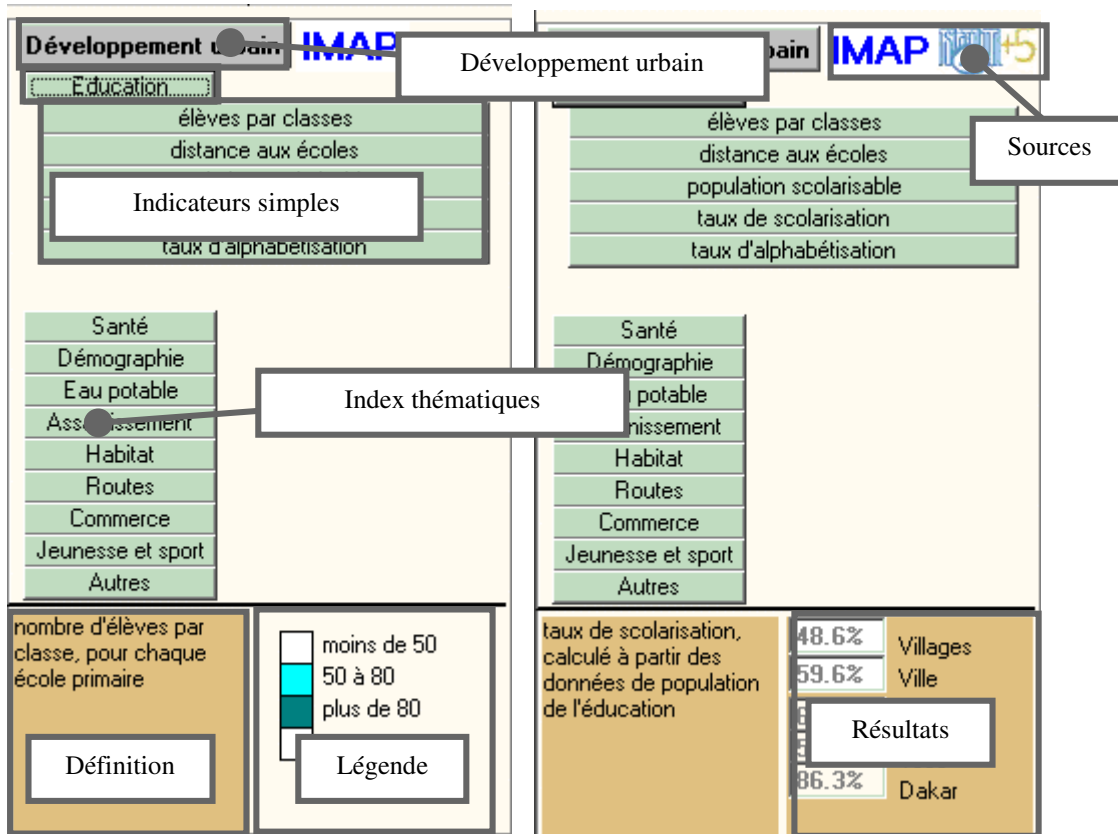 Développement urbain
IMAP
Développement urbain
Education
élèves par classes
distance aux écoles
Indicateurs simples
taux d'alphabétisation
Santé
Démographie
Eau potable
Index thématiques
Habitat
Routes
Commerce
Jeunesse et sport
Autres
nombre d'élèves par
classe, pour chaque
école primaire
Définition
moins de 50
50 à 80
plus de 80
Légende
IMAP +5
Sources
élèves par classes
distance aux écoles
population scolarisable
taux de scolarisation
taux d'alphabétisation
Santé
Démographie
potable
Habitat
Routes
Commerce
Jeunesse et sport
Autres
taux de scolarisation,
calculé à partir des
données de population
de l'éducation
48.6% Villages
59.6% Ville
Résultats
86.3% Dakar